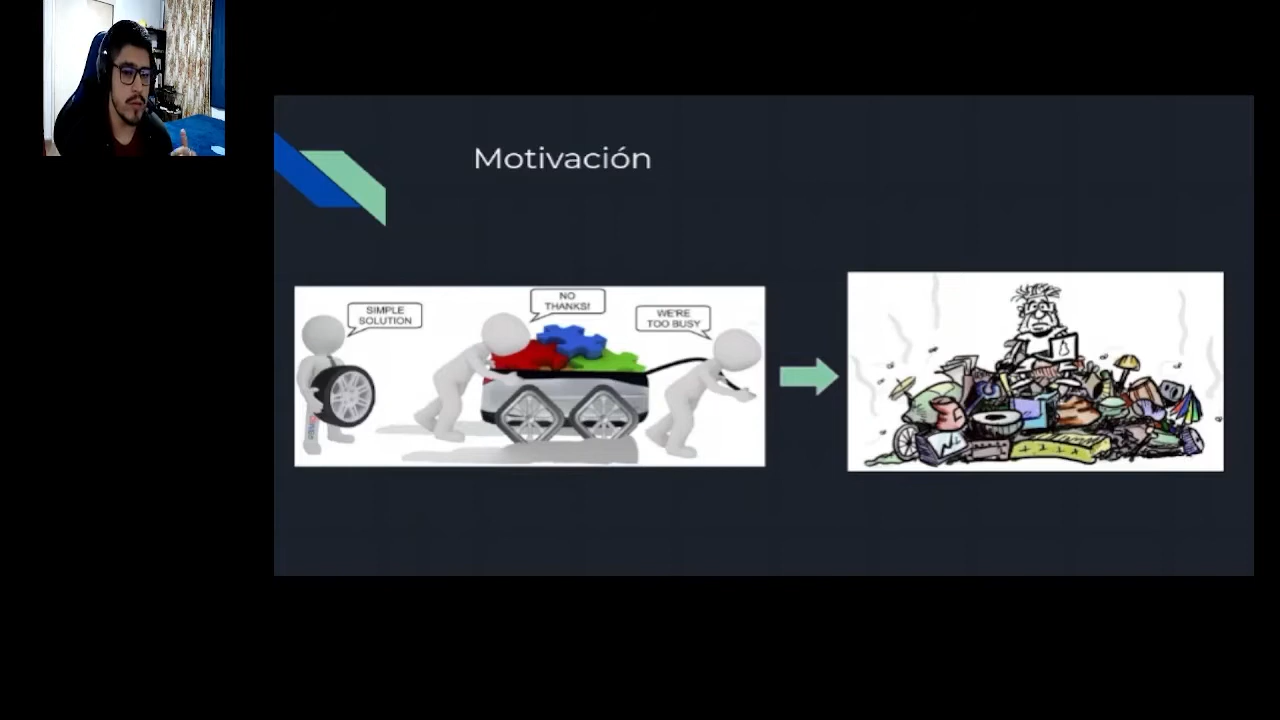 Motivación
SIMPLE
SOLUTION
NO
THANKS!
WE'RE
TOO BUSY